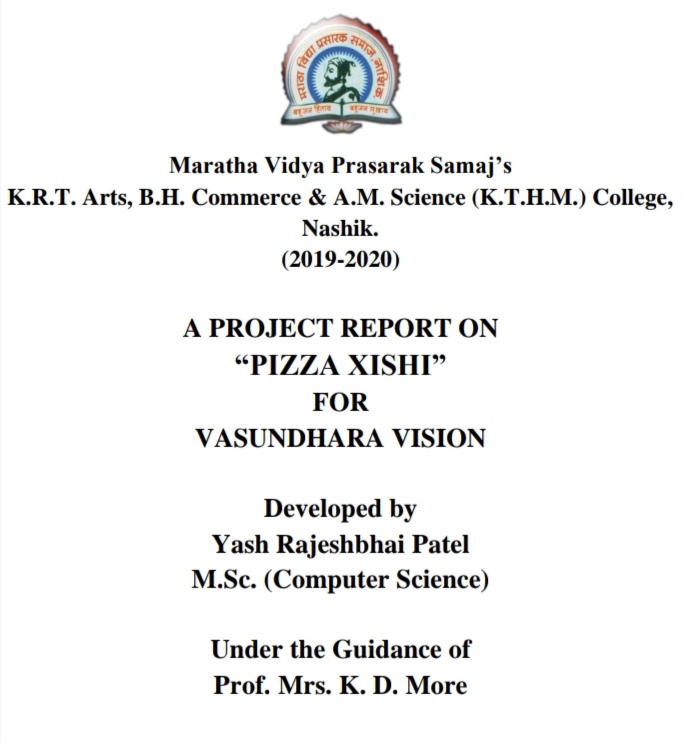 मराठा विद्या प्रसारक समाज, नाशिक
बहुजन हिताय बहुजन सुखाय
Maratha Vidya Prasarak Samaj’s
K.R.T. Arts, B.H. Commerce & A.M. Science (K.T.H.M.) College,
Nashik.
(2019-2020)
A PROJECT REPORT ON
“PIZZA XISHI”
FOR
VASUNDHARA VISION
Developed by
Yash Rajeshbhai Patel
M.Sc. (Computer Science)
Under the Guidance of
Prof. Mrs. K. D. More